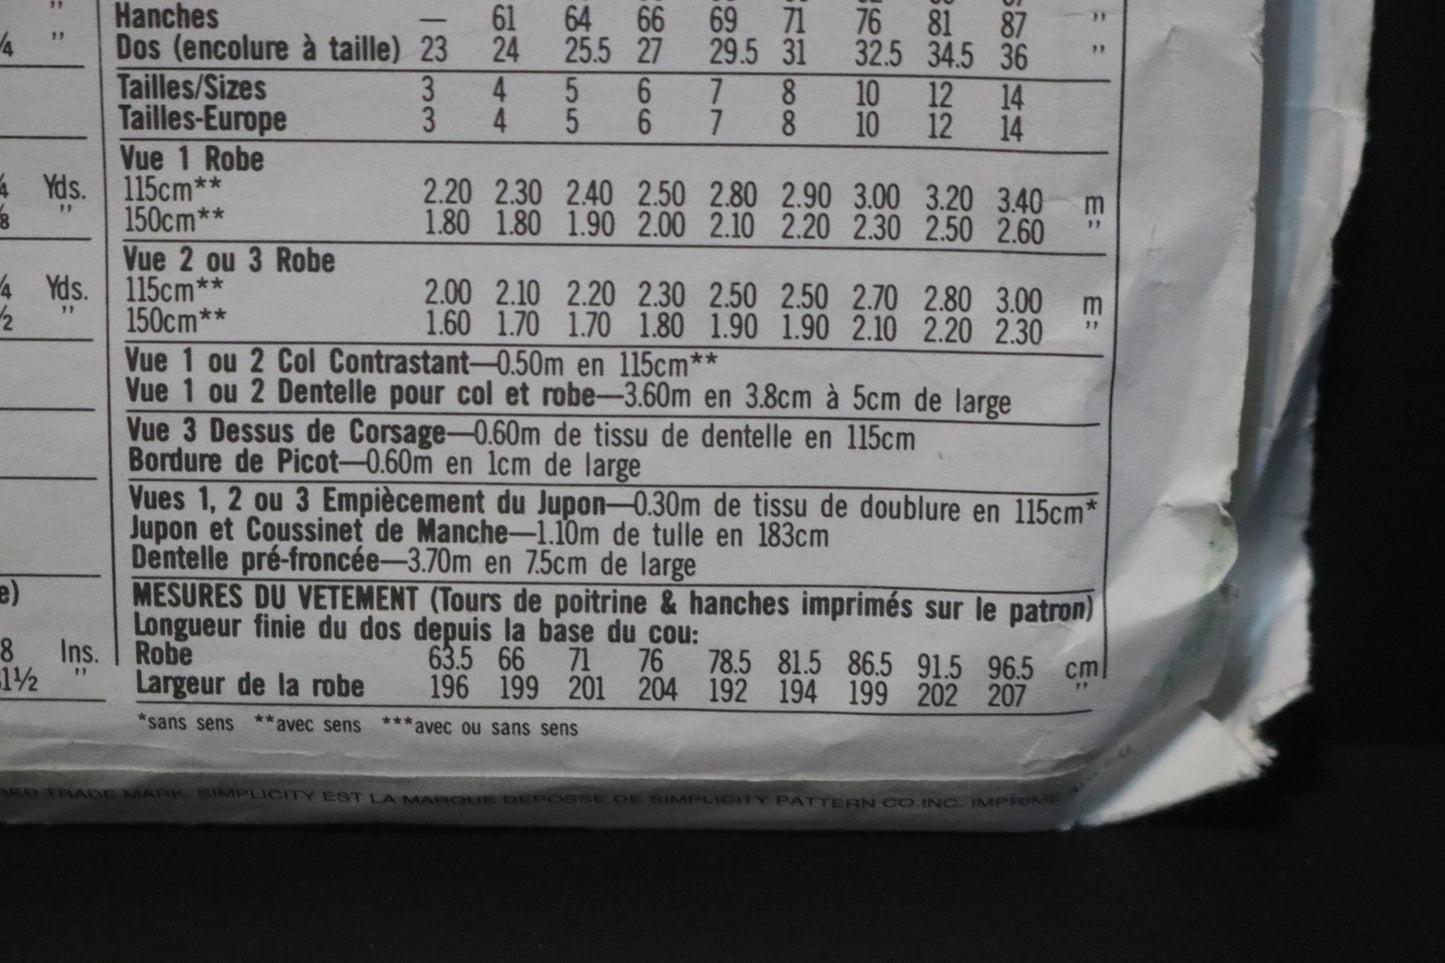 "
Hanches — 61 64 66 69 71 76 81 87 "
" Dos (encolure à taille) 23 24 25.5 27 29.5 31 32.5 34.5 36 "
Tailles/Sizes 3 4 5 6 7 8 10 12 14
Tailles-Europe 3 4 5 6 7 8 10 12 14
Vue 1 Robe
Yds. 115cm** 2.20 2.30 2.40 2.50 2.80 2.90 3.00 3.20 3.40 m
" 150cm** 1.80 1.80 1.90 2.00 2.10 2.20 2.30 2.50 2.60 "
Vue 2 ou 3 Robe
Yds. 115cm** 2.00 2.10 2.20 2.30 2.50 2.50 2.70 2.80 3.00 m
" 150cm** 1.60 1.70 1.70 1.80 1.90 1.90 2.10 2.20 2.30 "
Vue 1 ou 2 Col Contrastant—0.50m en 115cm**
Vue 1 ou 2 Dentelle pour col et robe—3.60m en 3.8cm à 5cm de large
Vue 3 Dessus de Corsage—0.60m de tissu de dentelle en 115cm
Bordure de Picot—0.60m en 1cm de large
Vues 1, 2 ou 3 Empiècement du Jupon—0.30m de tissu de doublure en 115cm*
Jupon et Coussinet de Manche—1.10m de tulle en 183cm
Dentelle pré-froncée—3.70m en 7.5cm de large
e) MESURES DU VETEMENT (Tours de poitrine & hanches imprimés sur le patron)
Longueur finie du dos depuis la base du cou:
8 Ins. Robe 63.5 66 71 76 78.5 81.5 86.5 91.5 96.5 cm
1½ " Largeur de la robe 196 199 201 204 192 194 199 202 207 "
*sans sens **avec sens ***avec ou sans sens
TRADE MARK. SIMPLICITY EST LA MARQUE DEPOSSE DE SIMPLICITY PATTERN CO.INC. IMPRIME